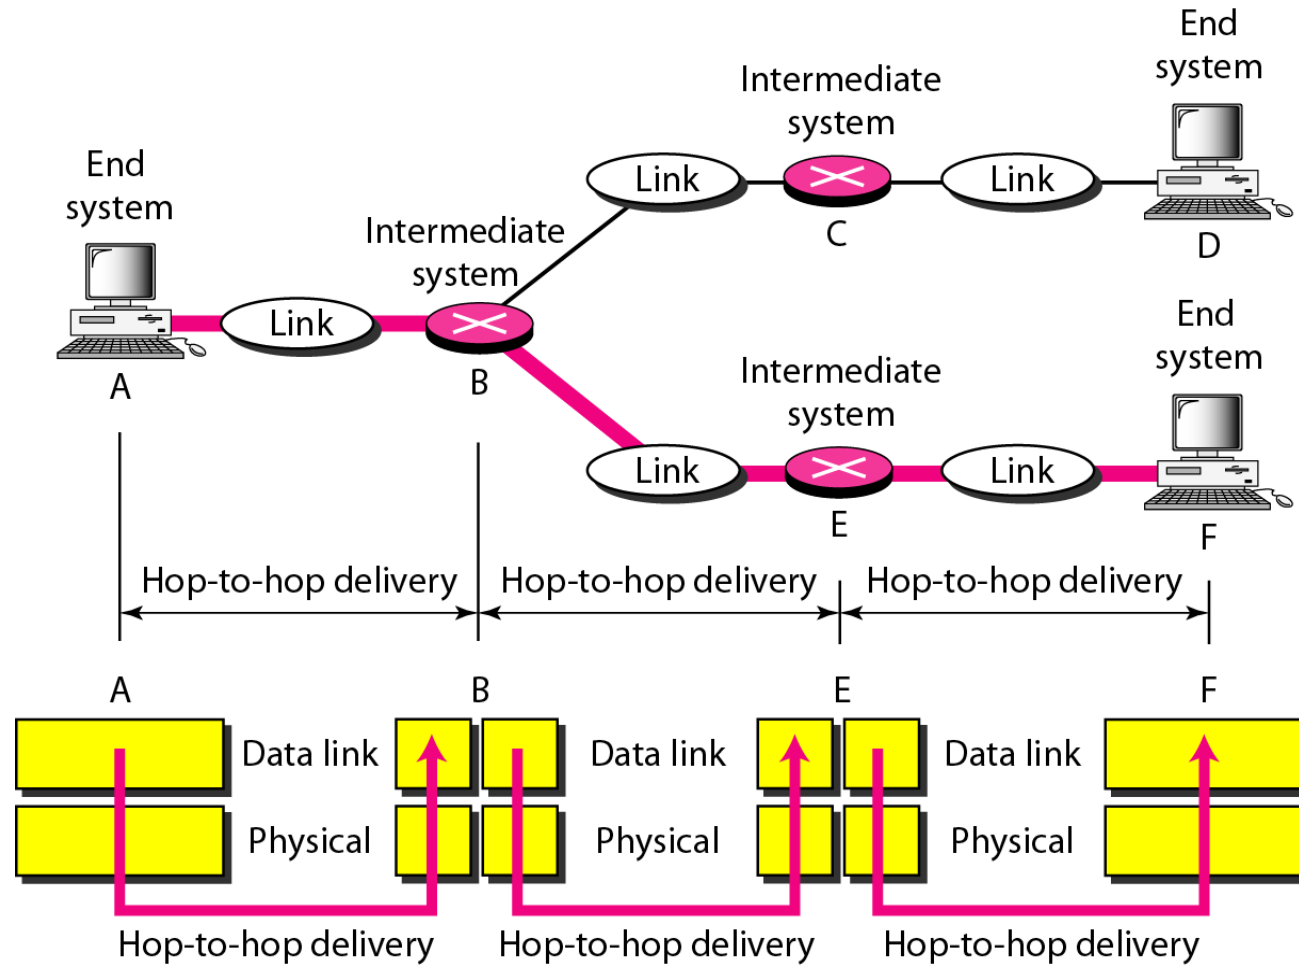 End
system
Intermediate
system
Link
Link
C
D
End
system
Intermediate
system
Link
A
B
End
system
Intermediate
system
Link
Link
E
F
Hop-to-hop delivery
Hop-to-hop delivery
Hop-to-hop delivery
A
B
E
F
Data link
Data link
Data link
Physical
Physical
Physical
Hop-to-hop delivery
Hop-to-hop delivery
Hop-to-hop delivery